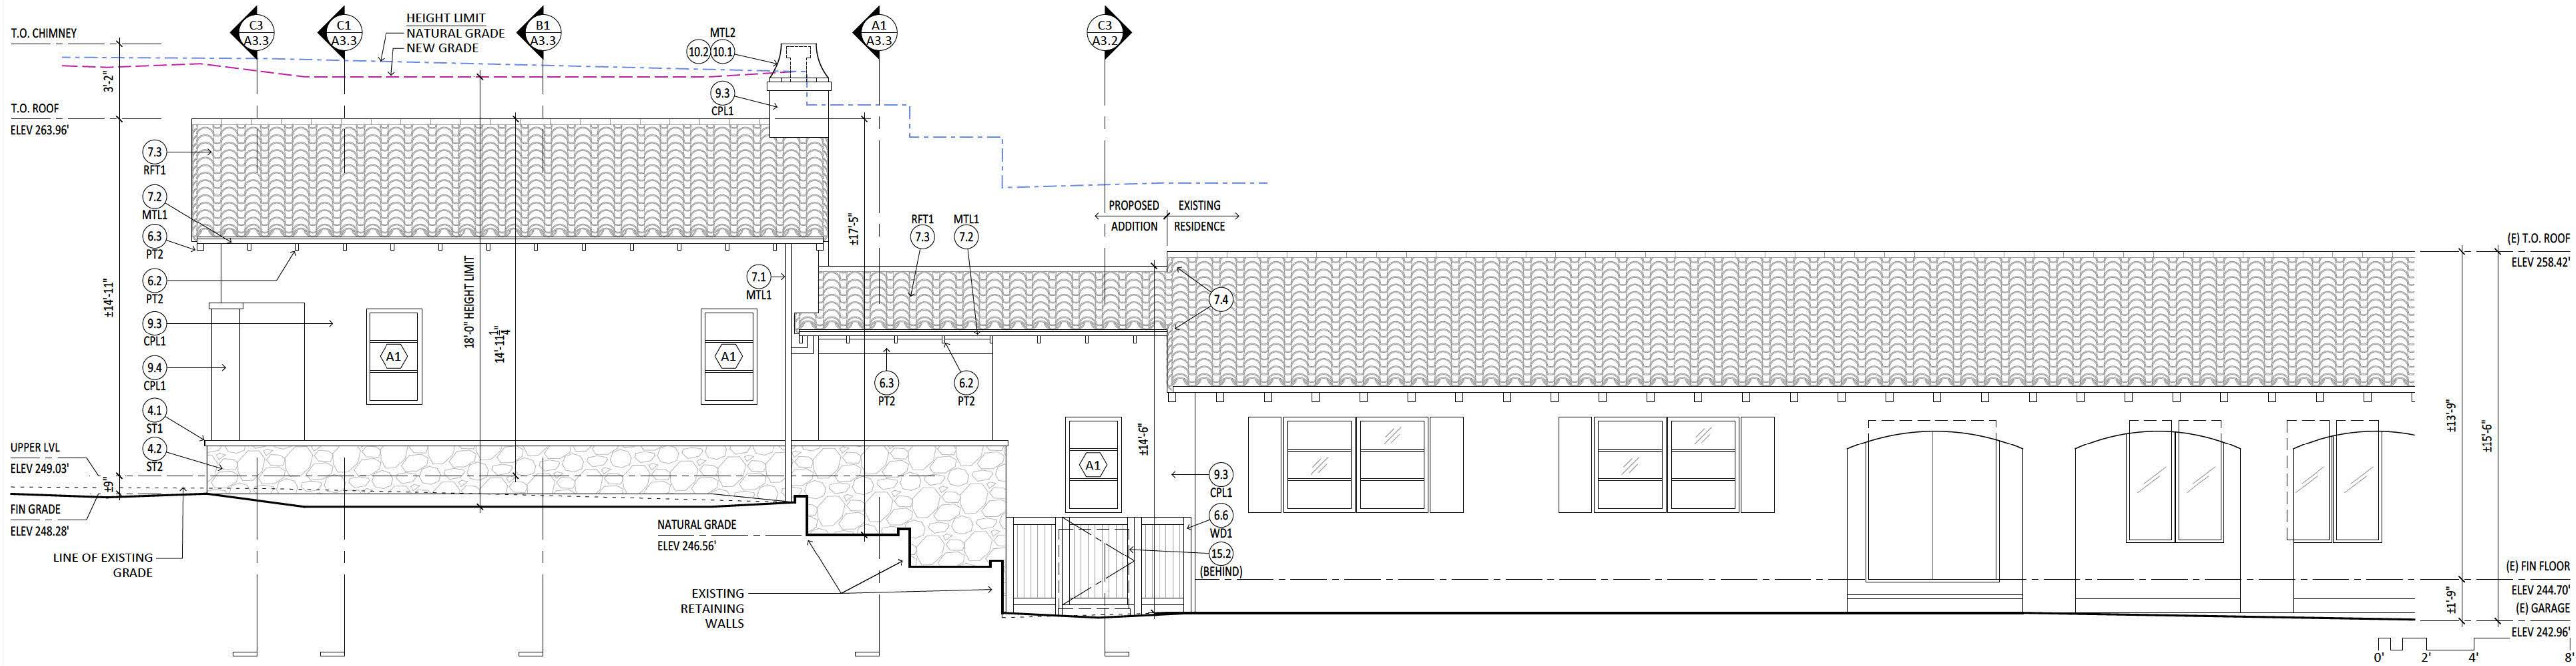 T.O. CHIMNEY
3'-2"
T.O. ROOF
ELEV 263.96'
C3
A3.3
C1
A3.3
HEIGHT LIMIT
NATURAL GRADE
NEW GRADE
B1
A3.3
MTL2
10.2 10.1
9.3
CPL1
A1
A3.3
C3
A3.2
7.3
RFT1
7.2
MTL1
6.3
PT2
6.2
PT2
9.3
CPL1
9.4
CPL1
4.1
ST1
4.2
ST2
±14'-11"
UPPER LVL
ELEV 249.03'
±9"
FIN GRADE
ELEV 248.28'
LINE OF EXISTING
GRADE
A1
18'-0" HEIGHT LIMIT
14'-11 1/4"
A1
7.1
MTL1
±17'-5"
RFT1
7.3
MTL1
7.2
6.3
PT2
6.2
PT2
NATURAL GRADE
ELEV 246.56'
EXISTING
RETAINING
WALLS
PROPOSED
ADDITION
EXISTING
RESIDENCE
7.4
A1
±14'-6"
9.3
CPL1
6.6
WD1
15.2
(BEHIND)
(E) T.O. ROOF
ELEV 258.42'
±13'-9"
±15'-6"
(E) FIN FLOOR
ELEV 244.70'
±1'-9"
(E) GARAGE
ELEV 242.96'
0' 2' 4' 8'